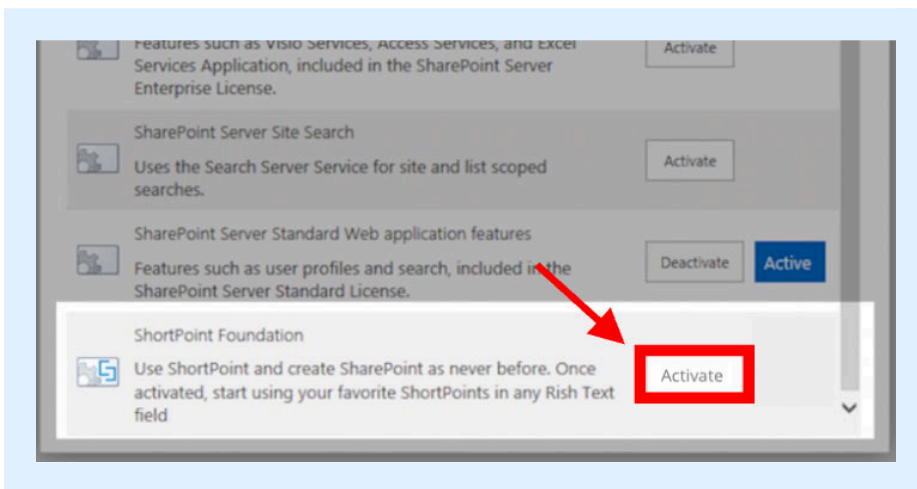 Features such as Visio Services, Access Services, and Excel
Services Application, included in the SharePoint Server
Enterprise License.
Activate
SharePoint Server Site Search
Uses the Search Server Service for site and list scoped
searches.
Activate
SharePoint Server Standard Web application features
Features such as user profiles and search, included in the
SharePoint Server Standard License.
Deactivate
Active
ShortPoint Foundation
Use ShortPoint and create SharePoint as never before. Once
activated, start using your favorite ShortPoints in any Rish Text
field
Activate